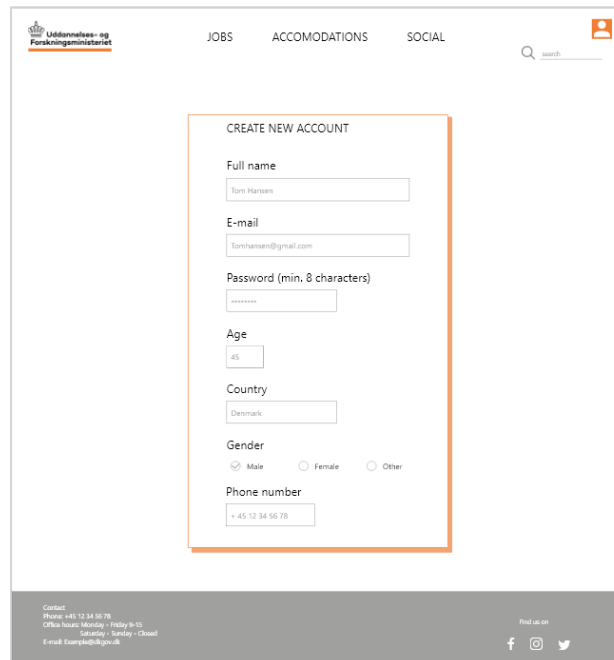 Uddannelses- og
Forskningsministeriet
JOBS ACCOMODATIONS SOCIAL
search
CREATE NEW ACCOUNT
Full name
Tom Hansen
E-mail
Tomhansen@gmail.com
Password (min. 8 characters)
********
Age
45
Country
Denmark
Gender
Male Female Other
Phone number
+ 45 12 34 56 78
Contact
Phone: +45 12 34 56 78
Office hours: Monday - Friday 9-15
Saturday - Sunday - Closed
E-mail: Example@dkgov.dk
Find us on